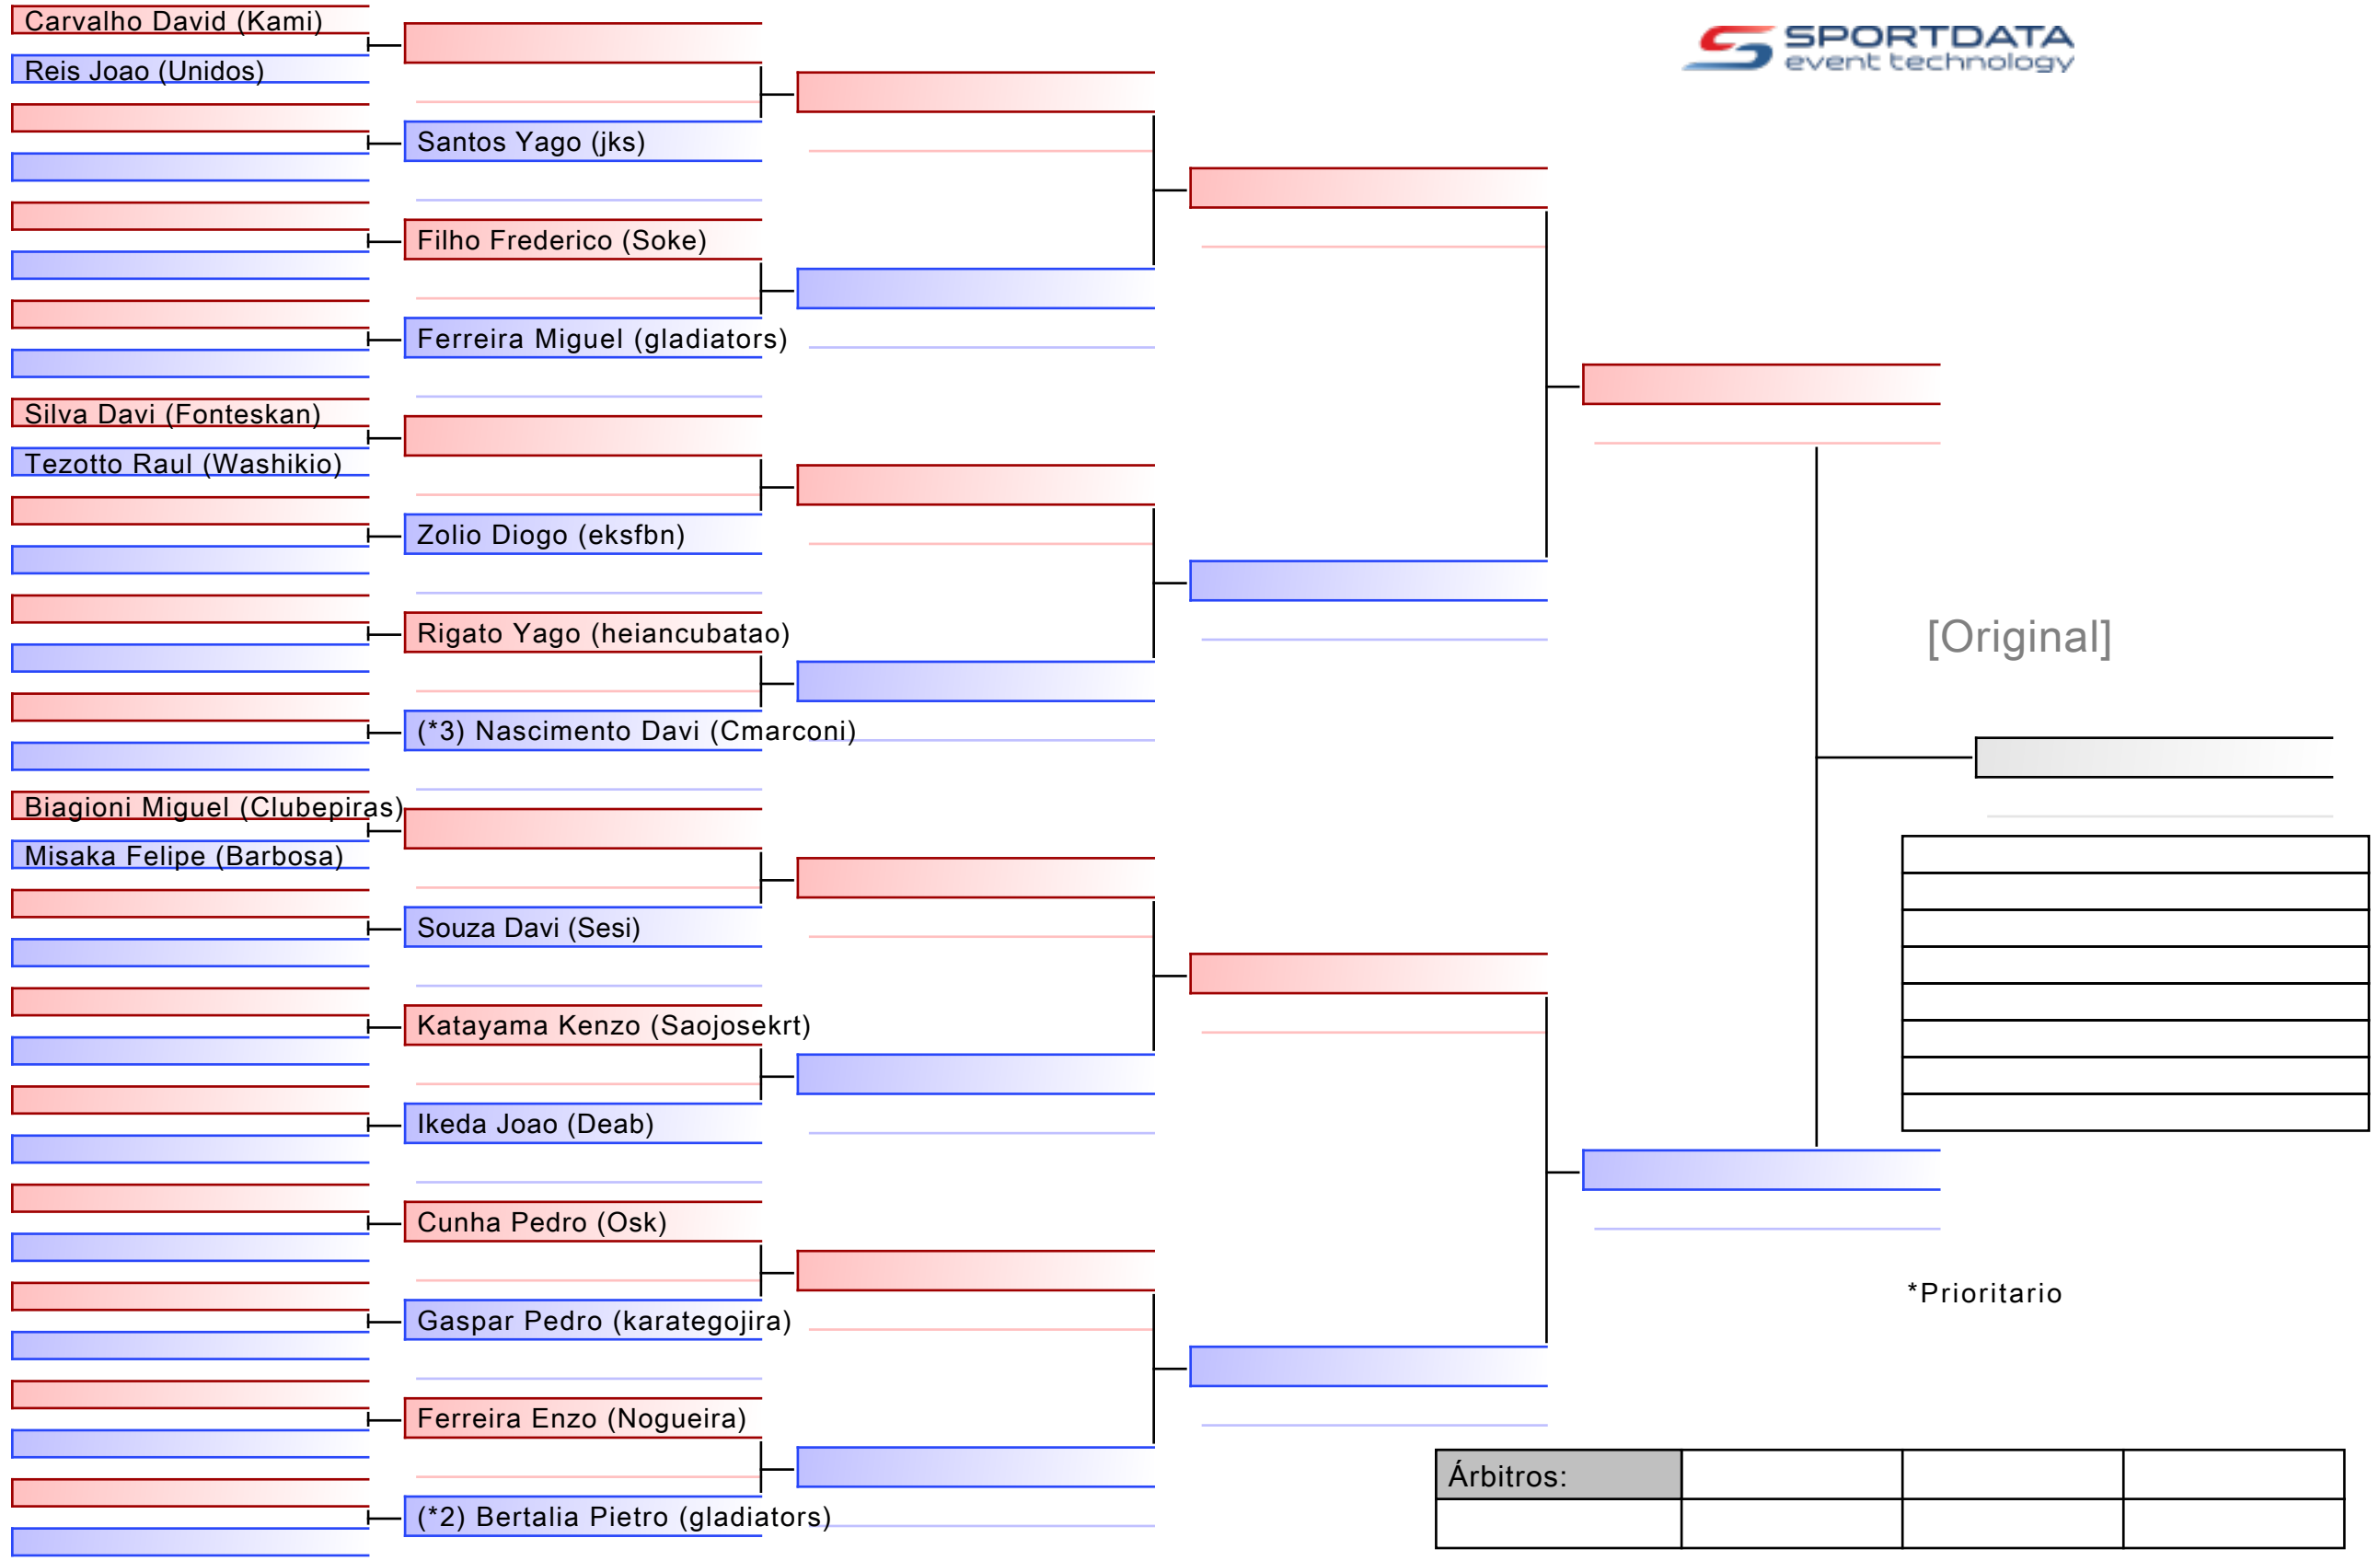 Carvalho David (Kami)
Reis Joao (Unidos)
Santos Yago (jks)
Filho Frederico (Soke)
Ferreira Miguel (gladiators)
Silva Davi (Fonteskan)
Tezotto Raul (Washikio)
Zolio Diogo (eksfbn)
Rigato Yago (heiancubatao)
(*3) Nascimento Davi (Cmarconi)
Biagioni Miguel (Clubepiras)
Misaka Felipe (Barbosa)
Souza Davi (Sesi)
Katayama Kenzo (Saojosekrt)
Ikeda Joao (Deab)
Cunha Pedro (Osk)
Gaspar Pedro (karategojira)
Ferreira Enzo (Nogueira)
(*2) Bertalia Pietro (gladiators)
SPORTDATA
event technology
[Original]
*Prioritario
Árbitros: